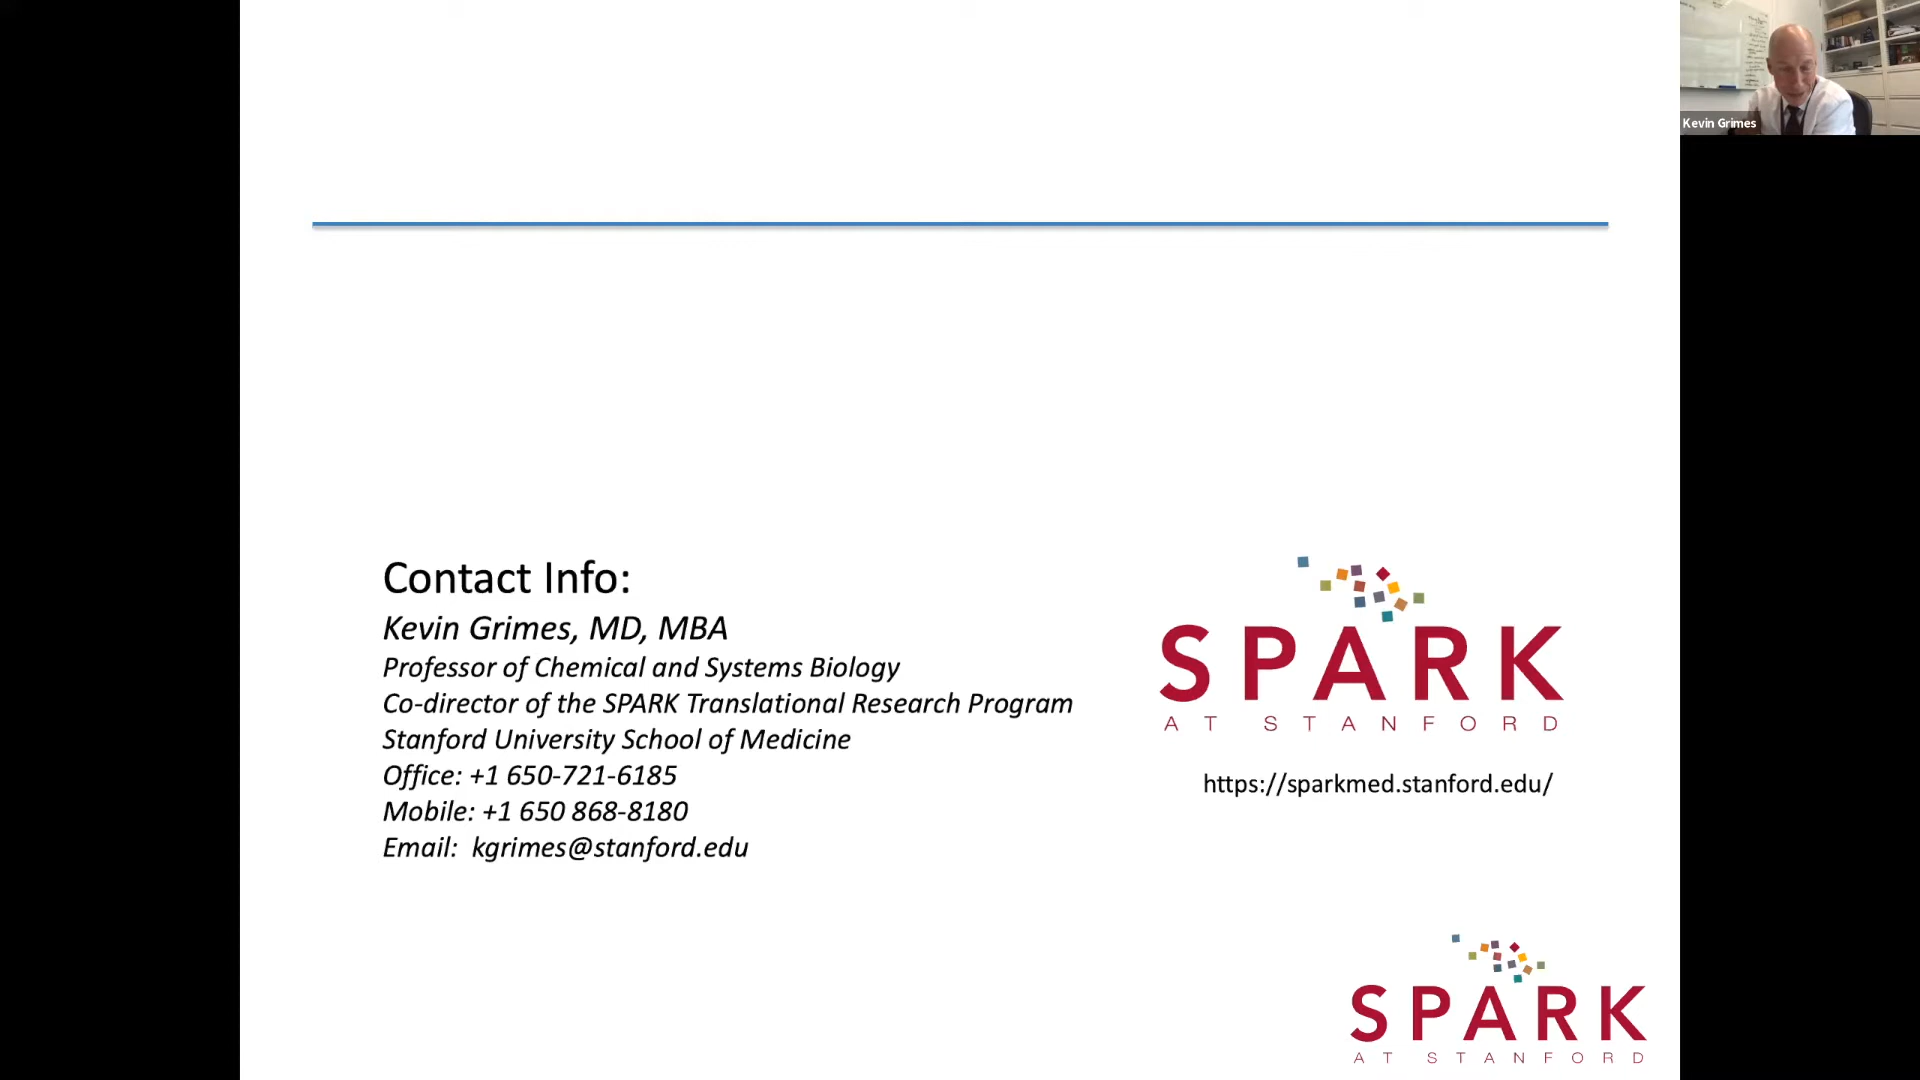 Kevin Grimes
Contact Info:
Kevin Grimes, MD, MBA
Professor of Chemical and Systems Biology
Co-director of the SPARK Translational Research Program
Stanford University School of Medicine
Office: +1 650-721-6185
Mobile: +1 650 868-8180
Email: kgrimes@stanford.edu
SPARK
AT STANFORD
https://sparkmed.stanford.edu/
SPARK
AT STANFORD